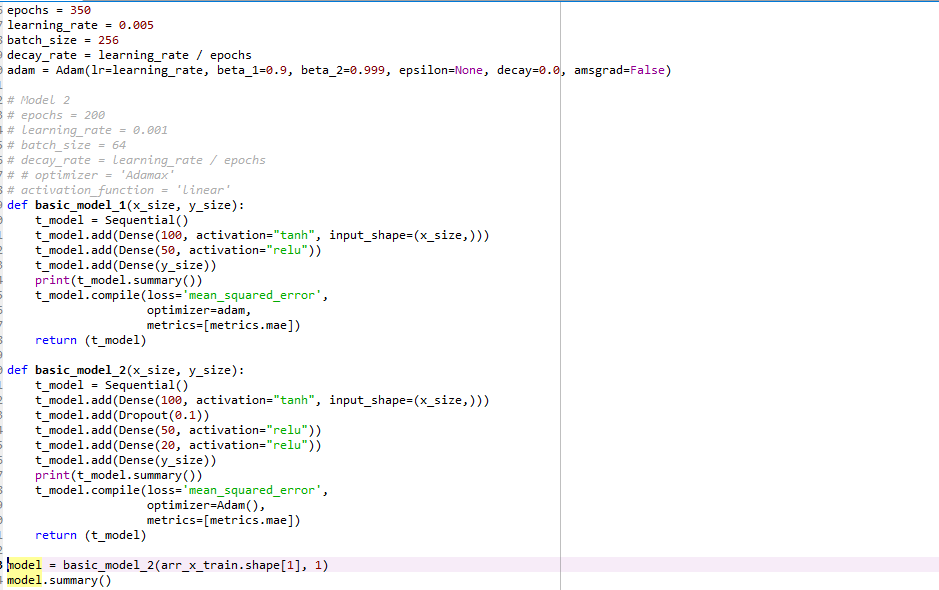 epochs = 350
learning_rate = 0.005
batch_size = 256
decay_rate = learning_rate / epochs
adam = Adam(lr=learning_rate, beta_1=0.9, beta_2=0.999, epsilon=None, decay=0.0, amsgrad=False)
# Model 2
# epochs = 200
# learning_rate = 0.001
# batch_size = 64
# decay_rate = learning_rate / epochs
# # optimizer = 'Adamax'
# activation_function = 'linear'
def basic_model_1(x_size, y_size):
    t_model = Sequential()
    t_model.add(Dense(100, activation="tanh", input_shape=(x_size,)))
    t_model.add(Dense(50, activation="relu"))
    t_model.add(Dense(y_size))
    print(t_model.summary())
    t_model.compile(loss='mean_squared_error',
                    optimizer=adam,
                    metrics=[metrics.mae])
    return (t_model)
def basic_model_2(x_size, y_size):
    t_model = Sequential()
    t_model.add(Dense(100, activation="tanh", input_shape=(x_size,)))
    t_model.add(Dropout(0.1))
    t_model.add(Dense(50, activation="relu"))
    t_model.add(Dense(20, activation="relu"))
    t_model.add(Dense(y_size))
    print(t_model.summary())
    t_model.compile(loss='mean_squared_error',
                    optimizer=Adam(),
                    metrics=[metrics.mae])
    return (t_model)
model = basic_model_2(arr_x_train.shape[1], 1)
model.summary()